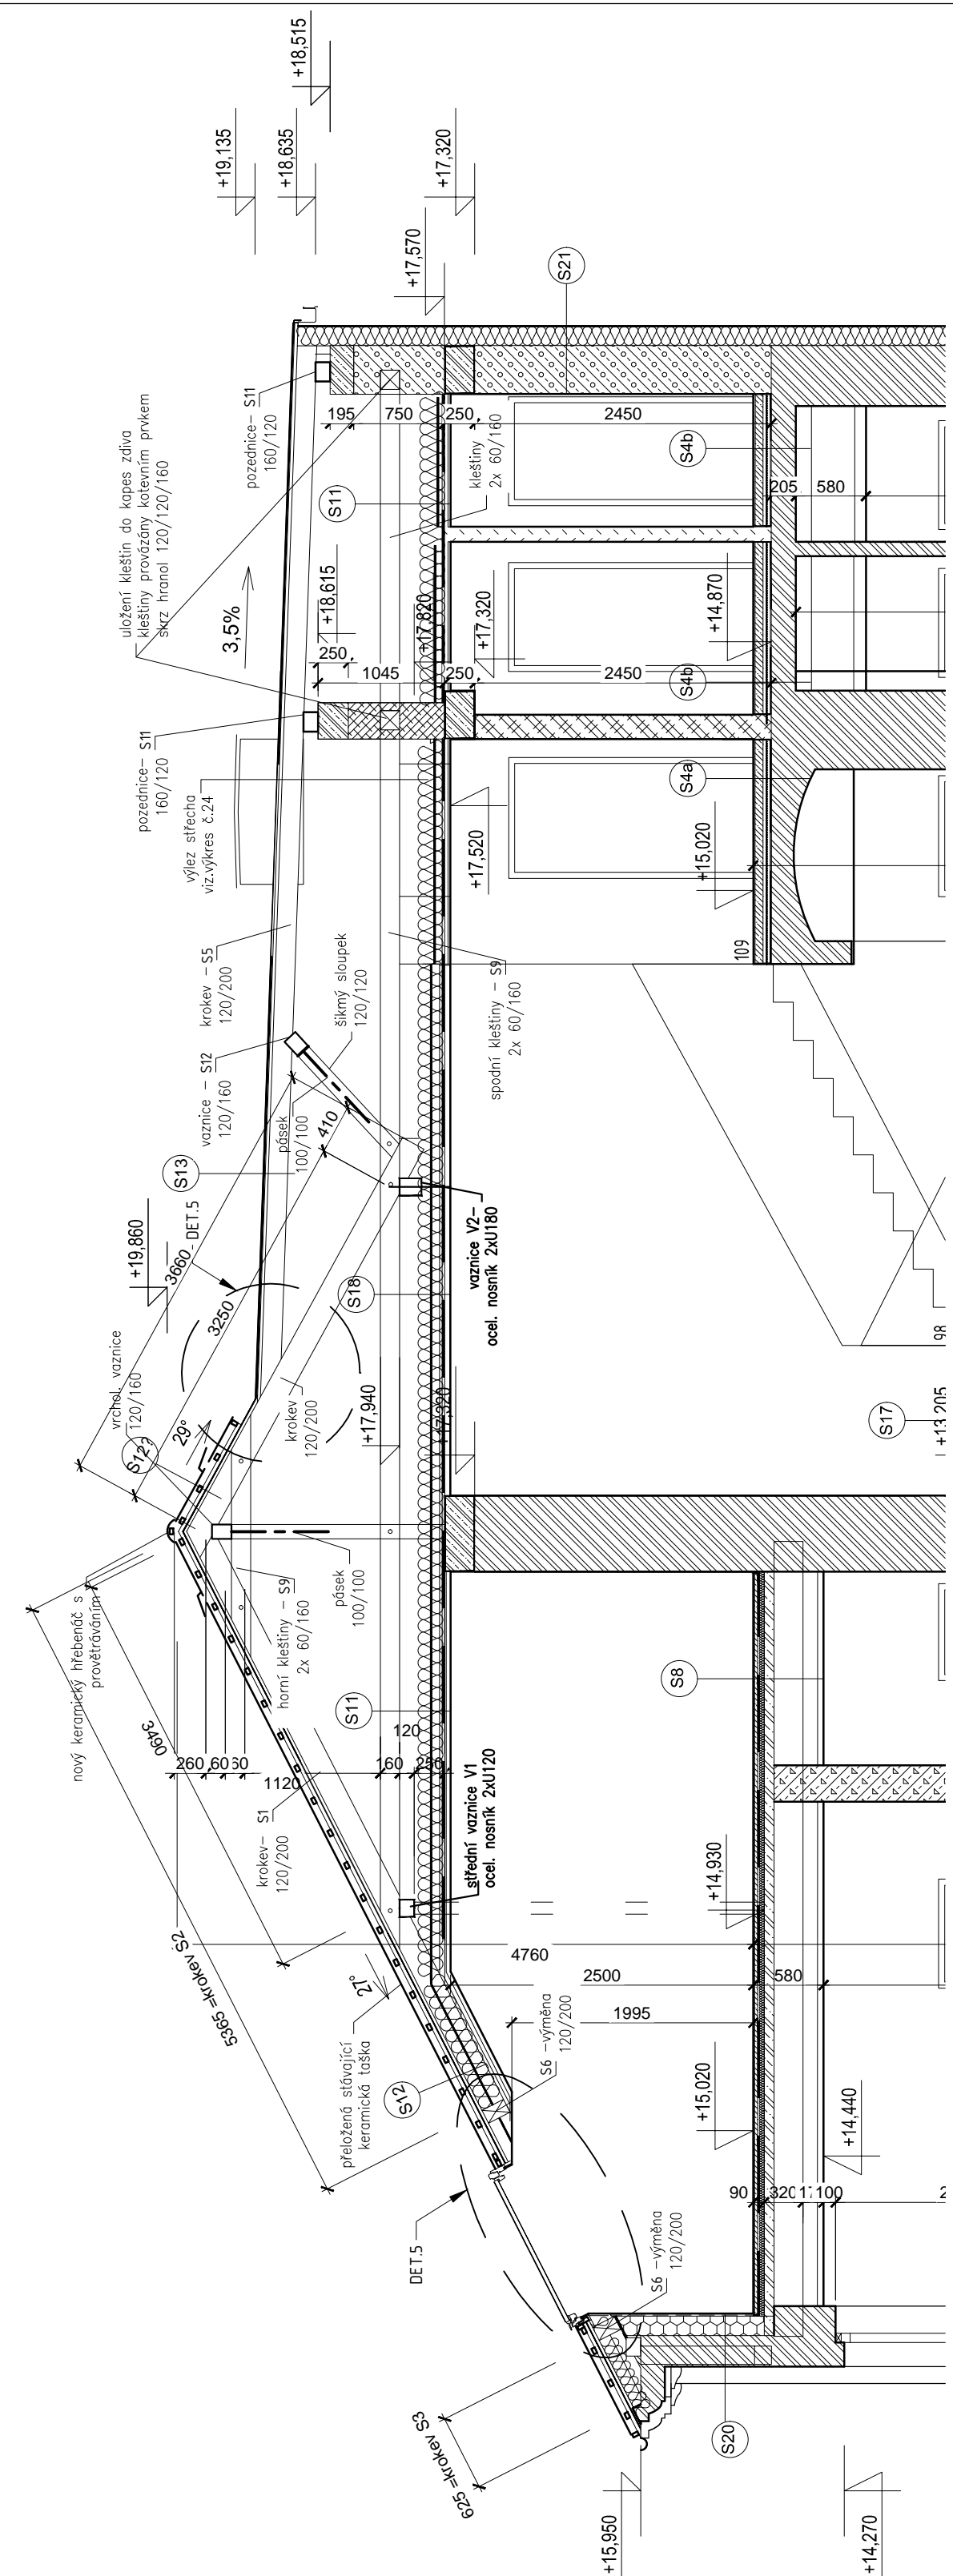 +18,515
+19,135
+18,635
+17,320
+17,570
S21
uložení kleštin do kapes zdiva
kleštiny provázány kotevním prvkem
skrz hranol 120/120/160
pozednice- S11
160/120
195
750
250
2450
kleštiny
2x 60/160
S11
S4b
205
580
3,5%
+18,615
250
1045
+17,820
250
+17,320
2450
+14,870
S4b
pozednice- S11
160/120
výlez střecha
viz.výkres č.24
+17,520
+15,020
S4a
109
krokev - S5
120/200
šikmý sloupek
120/120
spodní kleštiny - S9
2x 60/160
vaznice - S12
120/160
pásek
100/100
410
S13
DET.5
+19,860
3660
3250
S18
vaznice V2-
ocel. nosník 2xU180
vrchol. vaznice
120/160
29°
krokev
120/200
+17,940
98
S17
+13,205
nový keramický hřebenáč s
provětráváním
horní kleštiny - S9
2x 60/160
pásek
100/100
3490
260
60
60
1120
160
120
250
S11
S8
krokev- S1
120/200
střední vaznice V1
ocel. nosník 2xU120
+14,930
5365 =krokev S2
27°
4760
2500
580
1995
přeložená stávající
keramická taška
S12
S6 -výměna
120/200
+15,020
+14,440
DET.5
90
320
100
S6 -výměna
120/200
625 =krokev S3
S20
+15,950
+14,270